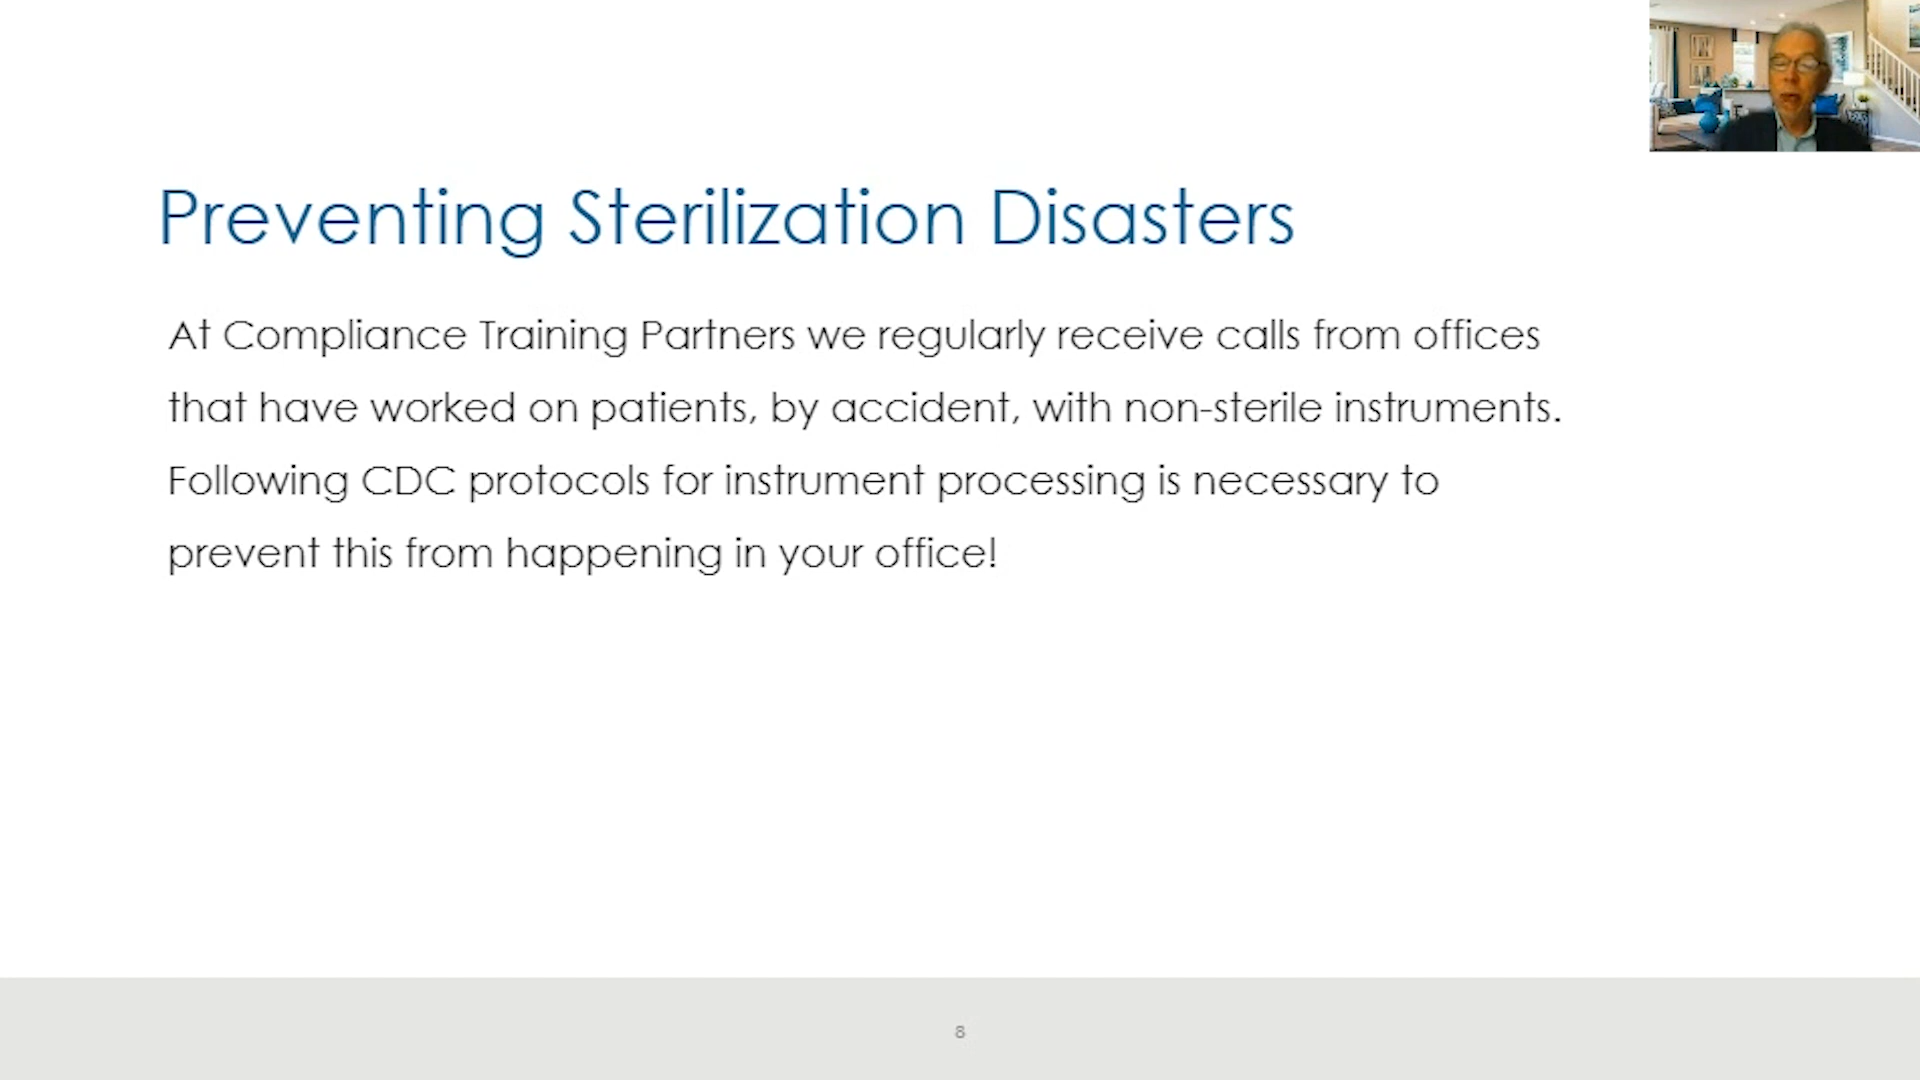 Preventing Sterilization Disasters
At Compliance Training Partners we regularly receive calls from offices
that have worked on patients, by accident, with non-sterile instruments.
Following CDC protocols for instrument processing is necessary to
prevent this from happening in your office!
8